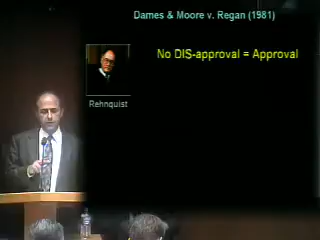 Dames & Moore v. Regan (1981)
No DIS-approval = Approval
Rehnquist